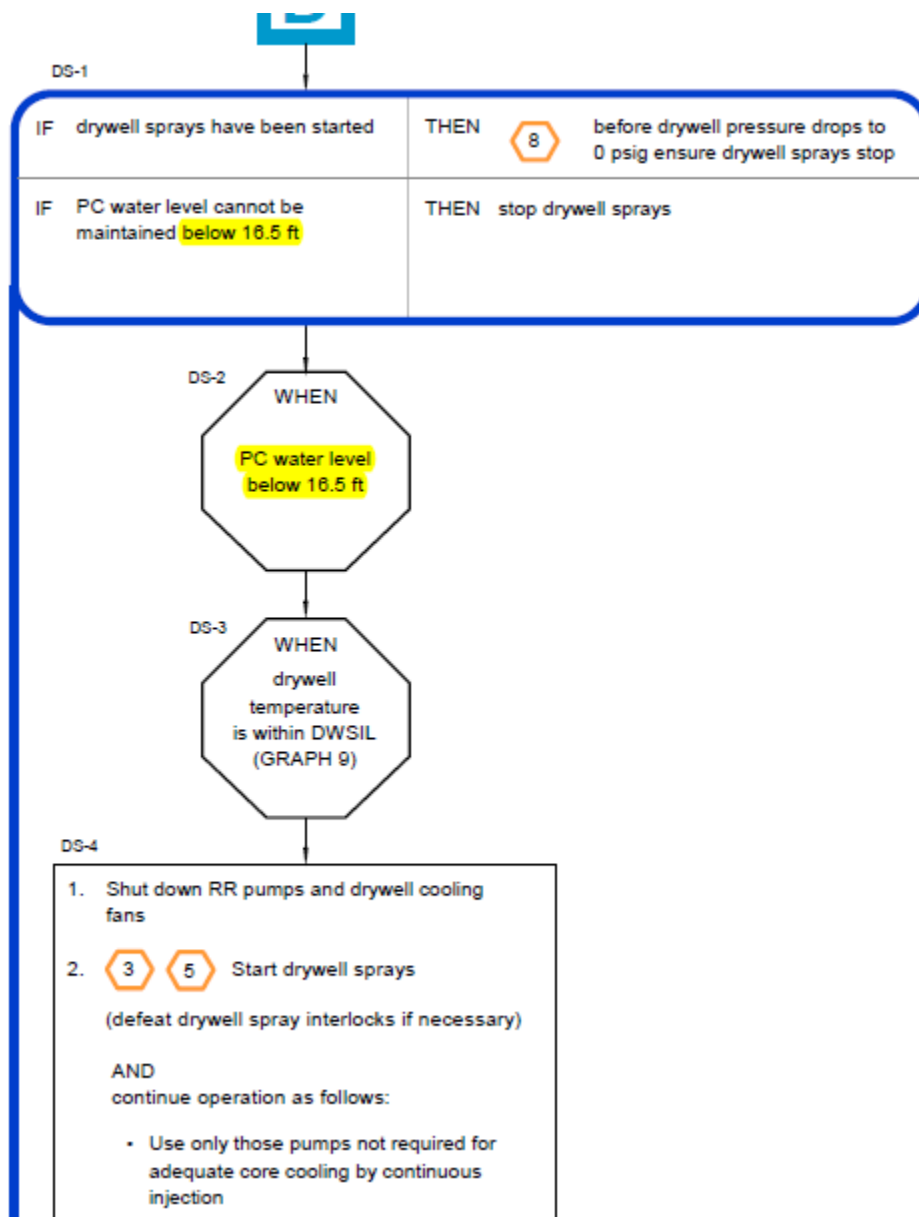 D
DS-1
IF drywell sprays have been started
THEN 8 before drywell pressure drops to
0 psig ensure drywell sprays stop
IF PC water level cannot be
maintained below 16.5 ft
THEN stop drywell sprays
DS-2
WHEN
PC water level
below 16.5 ft
DS-3
WHEN
drywell
temperature
is within DWSIL
(GRAPH 9)
DS-4
1. Shut down RR pumps and drywell cooling
fans
2. 3 5 Start drywell sprays
(defeat drywell spray interlocks if necessary)
AND
continue operation as follows:
• Use only those pumps not required for
adequate core cooling by continuous
injection